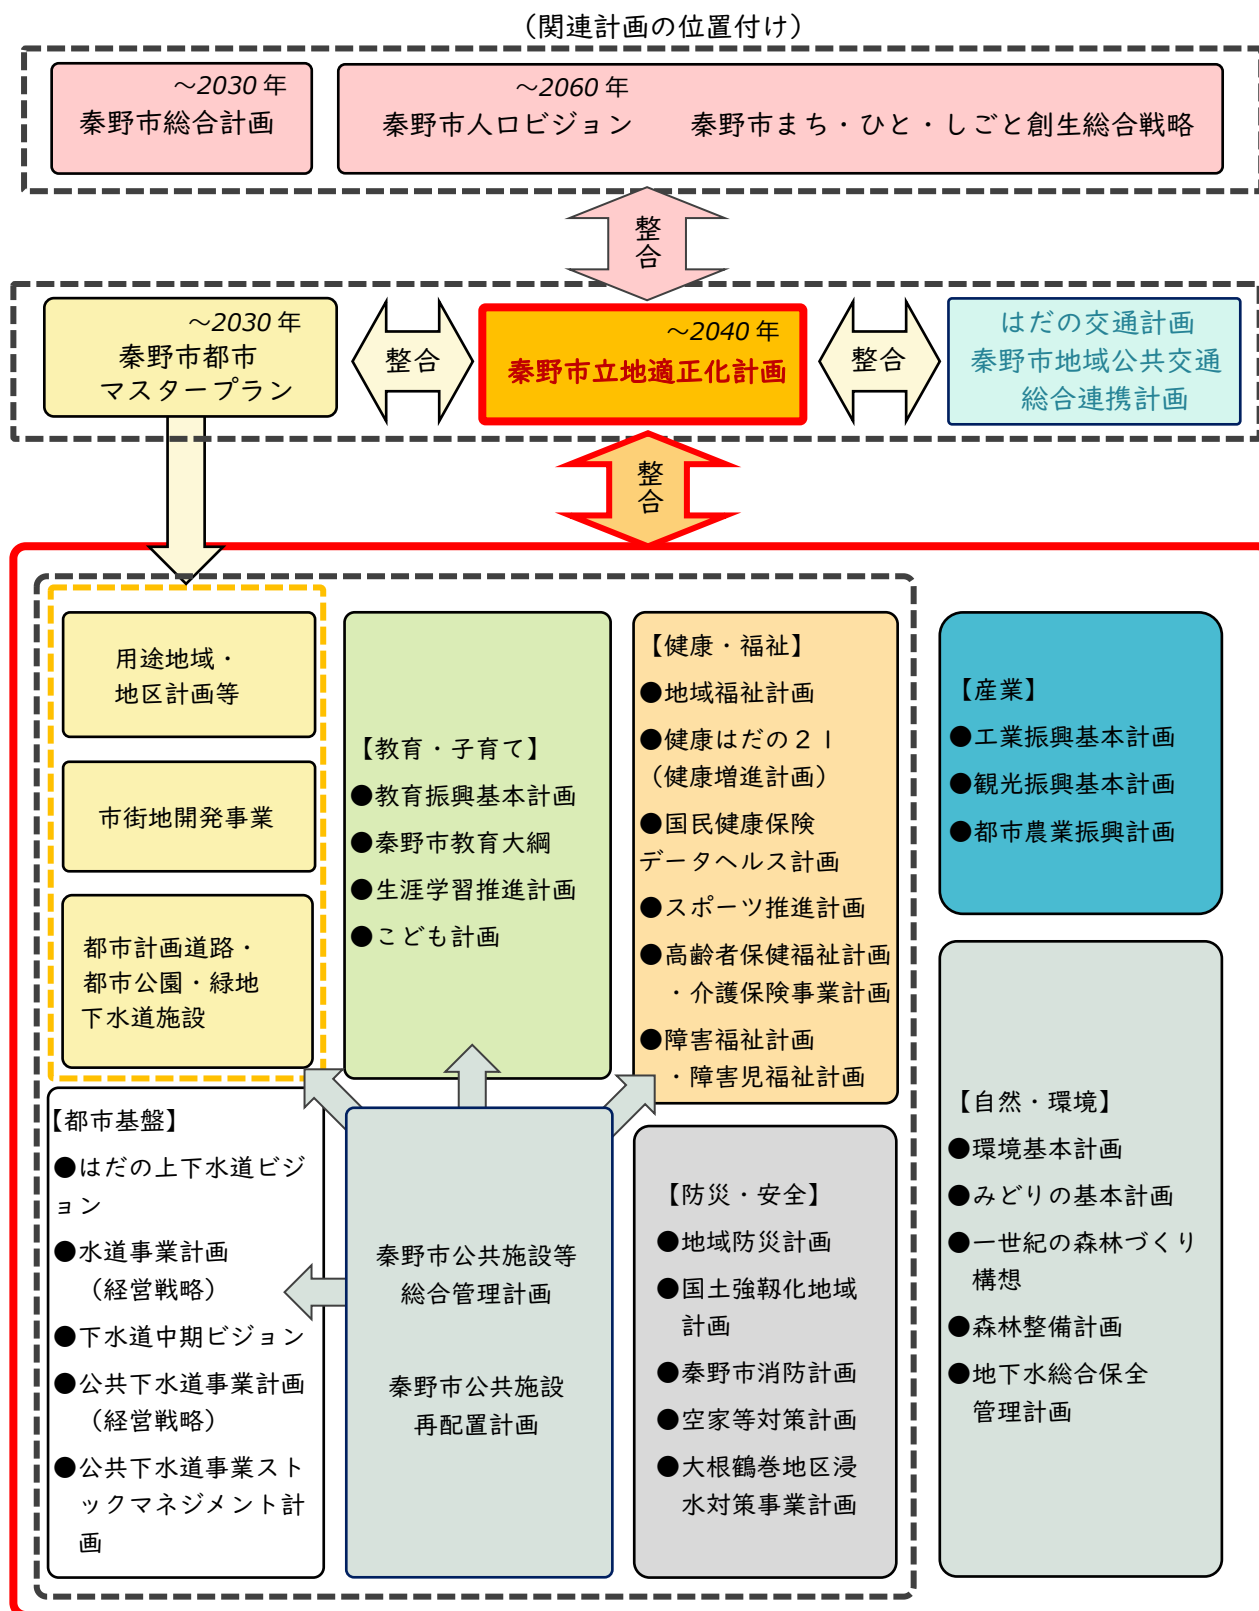 （関連計画の位置付け）
～2030 年
秦野市総合計画
～2060 年
秦野市人口ビジョン　　秦野市まち・ひと・しごと創生総合戦略
整
合
～2030 年
秦野市都市
マスタープラン
整合
～2040 年
秦野市立地適正化計画
整合
はだの交通計画
秦野市地域公共交通
総合連携計画
整
合
用途地域・
地区計画等
市街地開発事業
都市計画道路・
都市公園・緑地
下水道施設
【教育・子育て】
●教育振興基本計画
●秦野市教育大綱
●生涯学習推進計画
●こども計画
【健康・福祉】
●地域福祉計画
●健康はだの２１
（健康増進計画）
●国民健康保険
データヘルス計画
●スポーツ推進計画
●高齢者保健福祉計画
・介護保険事業計画
●障害福祉計画
・障害児福祉計画
【産業】
●工業振興基本計画
●観光振興基本計画
●都市農業振興計画
【都市基盤】
●はだの上下水道ビジ
ョン
●水道事業計画
（経営戦略）
●下水道中期ビジョン
●公共下水道事業計画
（経営戦略）
●公共下水道事業スト
ックマネジメント計
画
秦野市公共施設等
総合管理計画
秦野市公共施設
再配置計画
【防災・安全】
●地域防災計画
●国土強靱化地域
計画
●秦野市消防計画
●空家等対策計画
●大根鶴巻地区浸
水対策事業計画
【自然・環境】
●環境基本計画
●みどりの基本計画
●一世紀の森林づくり
構想
●森林整備計画
●地下水総合保全
管理計画